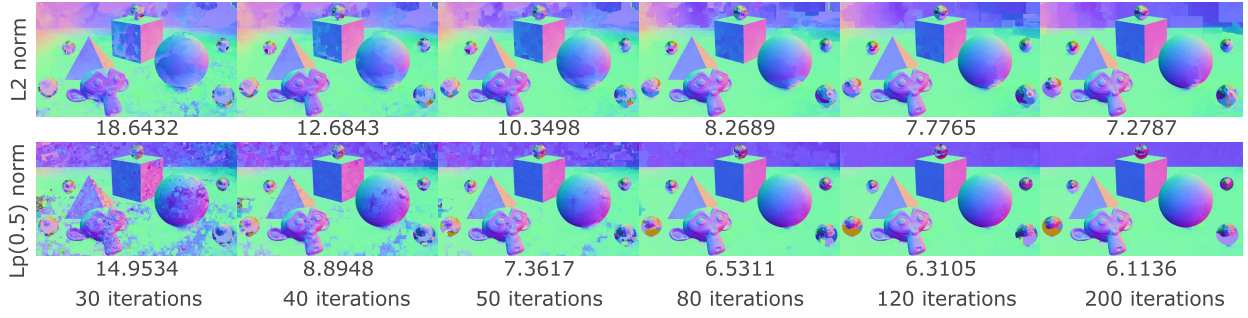 L2 norm
18.6432 12.6843 10.3498 8.2689 7.7765 7.2787
Lp(0.5) norm
14.9534 8.8948 7.3617 6.5311 6.3105 6.1136
30 iterations 40 iterations 50 iterations 80 iterations 120 iterations 200 iterations